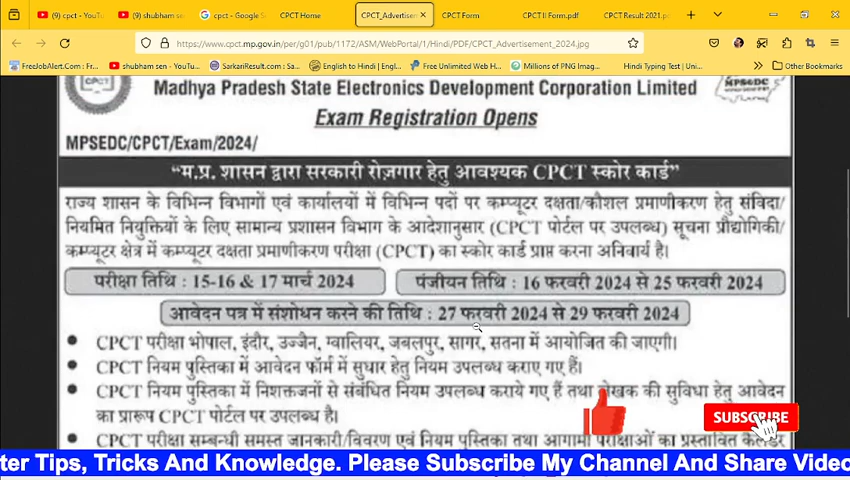 (9) cpct - YouTu
(9) shubham se
cpct - Google S
CPCT Home
CPCT_Advertisemen
CPCT Form
CPCT II Form.pdf
CPCT Result 2021.p
https://www.cpct.mp.gov.in/per/g01/pub/1172/ASM/WebPortal/1/Hindi/PDF/CPCT_Advertisement_2024.jpg
FreeJobAlert.Com | Fre...
shubham sen - YouTu...
SarkariResult.com : Sa...
English to Hindi | Engl...
Free Unlimited Web H...
Millions of PNG Imag...
Hindi Typing Test | Uni...
Other Bookmarks
CPCT
MPSEDC
Madhya Pradesh State Electronics Development Corporation Limited
Exam Registration Opens
MPSEDC/CPCT/Exam/2024/
“म.प्र. शासन द्वारा सरकारी रोज़गार हेतु आवश्यक CPCT स्कोर कार्ड”
राज्य शासन के विभिन्न विभागों एवं कार्यालयों में विभिन्न पदों पर कम्प्यूटर दक्षता/कौशल प्रमाणीकरण हेतु संविदा/
नियमित नियुक्तियों के लिए सामान्य प्रशासन विभाग के आदेशानुसार (CPCT पोर्टल पर उपलब्ध) सूचना प्रौद्योगिकी/
कम्प्यूटर क्षेत्र में कम्प्यूटर दक्षता प्रमाणीकरण परीक्षा (CPCT) का स्कोर कार्ड प्राप्त करना अनिवार्य है।
परीक्षा तिथि : 15-16 & 17 मार्च 2024
पंजीयन तिथि : 16 फरवरी 2024 से 25 फरवरी 2024
आवेदन पत्र में संशोधन करने की तिथि : 27 फरवरी 2024 से 29 फरवरी 2024
● CPCT परीक्षा भोपाल, इंदौर, उज्जैन, ग्वालियर, जबलपुर, सागर, सतना में आयोजित की जाएगी।
● CPCT नियम पुस्तिका में आवेदन फॉर्म में सुधार हेतु नियम उपलब्ध कराए गए हैं।
● CPCT नियम पुस्तिका में निशक्तजनों से संबंधित नियम उपलब्ध कराये गए हैं तथा लेखक की सुविधा हेतु आवेदन
का प्रारूप CPCT पोर्टल पर उपलब्ध है।
● CPCT परीक्षा सम्बन्धी समस्त जानकारी/विवरण एवं नियम पुस्तिका तथा आगामी परीक्षाओं का प्रस्तावित कैलेंडर
SUBSCRIBE
ter Tips, Tricks And Knowledge. Please Subscribe My Channel And Share Video